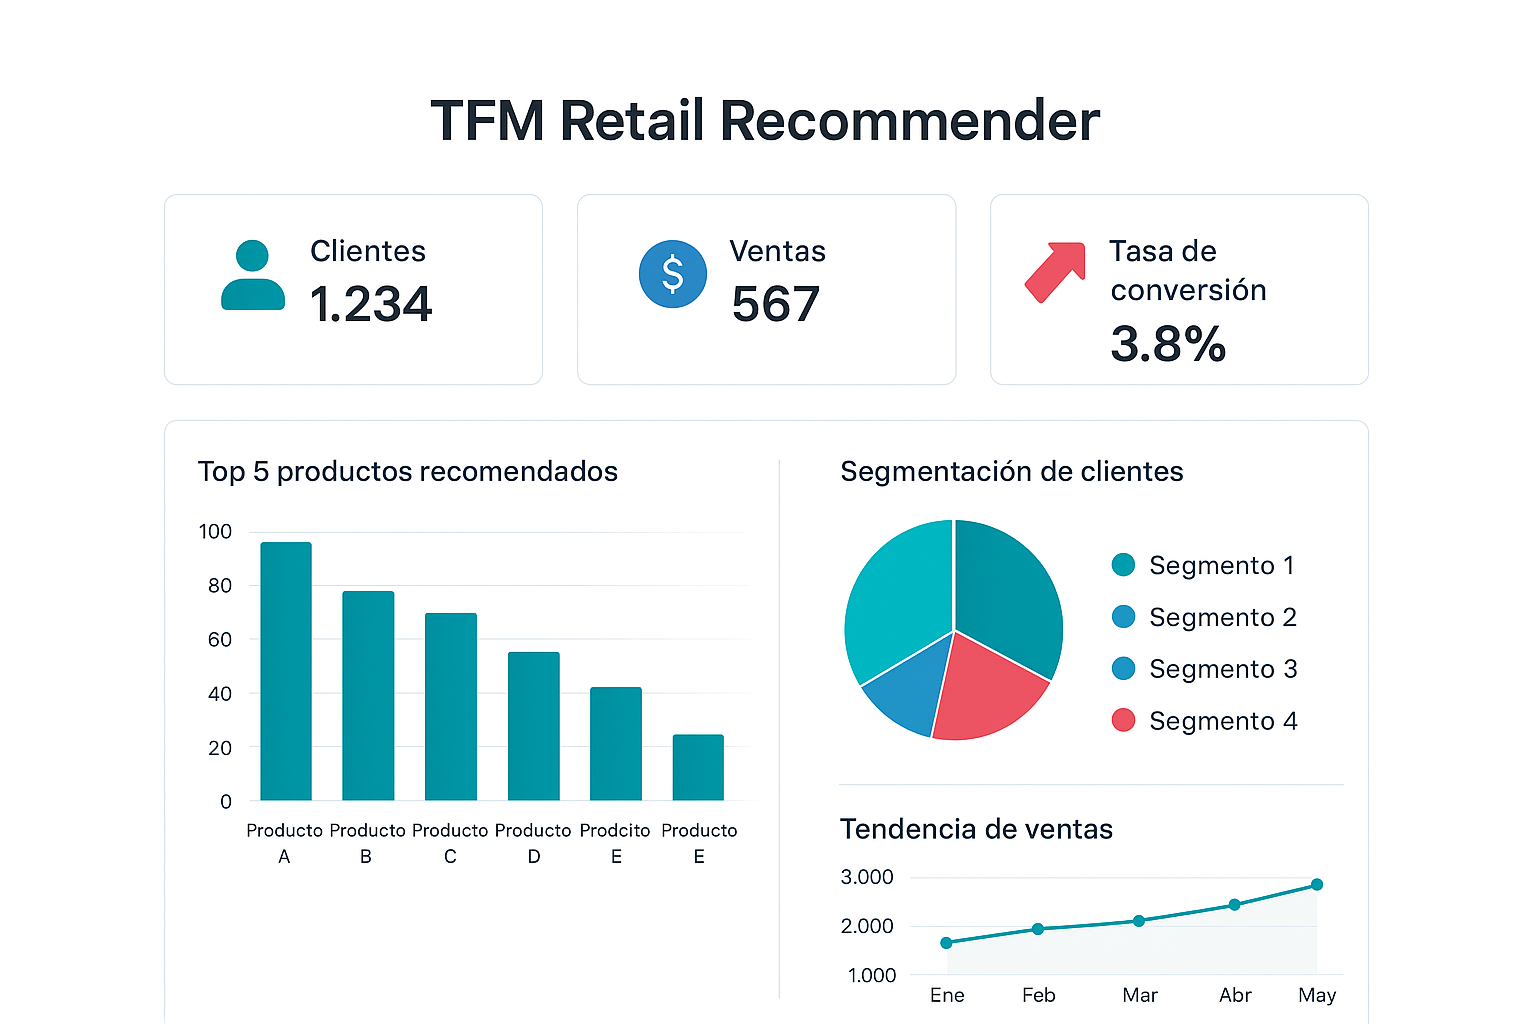 TFM Retail Recommender
Clientes
1.234
Ventas
567
Tasa de
conversión
3.8%
Top 5 productos recomendados
100
80
60
40
20
0
Producto Producto Producto Producto Prodcito Producto
A B C D E E
Segmentación de clientes
Segmento 1
Segmento 2
Segmento 3
Segmento 4
Tendencia de ventas
3.000
2.000
1.000
Ene Feb Mar Abr May